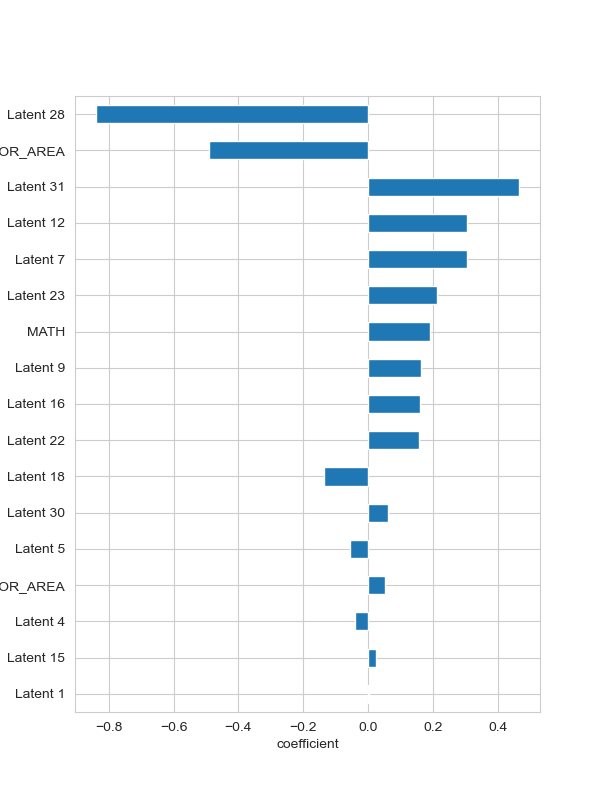 Latent 28
OR_AREA
Latent 31
Latent 12
Latent 7
Latent 23
MATH
Latent 9
Latent 16
Latent 22
Latent 18
Latent 30
Latent 5
OR_AREA
Latent 4
Latent 15
Latent 1
−0.8 −0.6 −0.4 −0.2 0.0 0.2 0.4
coefficient